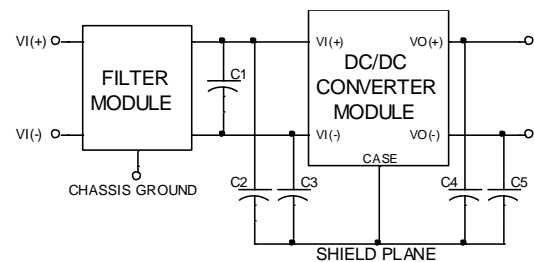 VI(+)
VI(-)
FILTER
MODULE
CHASSIS GROUND
C1
C2
C3
VI(+)
VI(-)
DC/DC
CONVERTER
MODULE
VO(+)
VO(-)
CASE
C4
C5
SHIELD PLANE